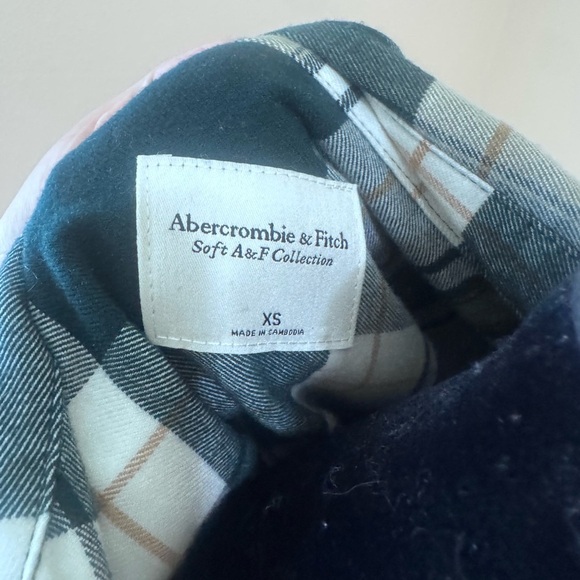 Abercrombie & Fitch
Soft A&F Collection
XS
MADE IN CAMBODIA